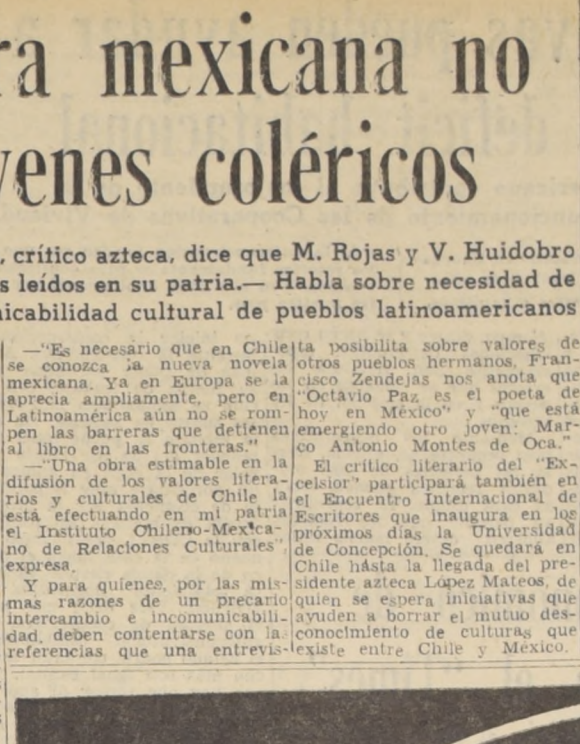 ra mexicana no
venes coléricos
, crítico azteca, dice que M. Rojas y V. Huidobro
s leídos en su patria.— Habla sobre necesidad de
nicabilidad cultural de pueblos latinoamericanos
—"Es necesario que en Chile
se conozca la nueva novela
mexicana. Ya en Europa se la
aprecia ampliamente, pero en
Latinoamérica aún no se rom-
pen las barreras que detienen
al libro en las fronteras."
—"Una obra estimable en la
difusión de los valores litera-
rios y culturales de Chile la
está efectuando en mi patria
el Instituto Chileno-Mexica-
no de Relaciones Culturales",
expresa.
Y para quienes, por las mis-
mas razones de un precario
intercambio e incomunicabili-
dad, deben contentarse con las
referencias que una entrevis-
ta posibilita sobre valores de
otros pueblos hermanos, Fran-
cisco Zendejas nos anota que
"Octavio Paz es el poeta de
hoy en México" y "que está
emergiendo otro joven: Mar-
co Antonio Montes de Oca."
El crítico literario del "Ex-
celsior" participará también en
el Encuentro Internacional de
Escritores que inaugura en los
próximos días la Universidad
de Concepción. Se quedará en
Chile hasta la llegada del pre-
sidente azteca López Mateos, de
quien se espera iniciativas que
ayuden a borrar el mutuo des-
conocimiento de culturas que
existe entre Chile y México.